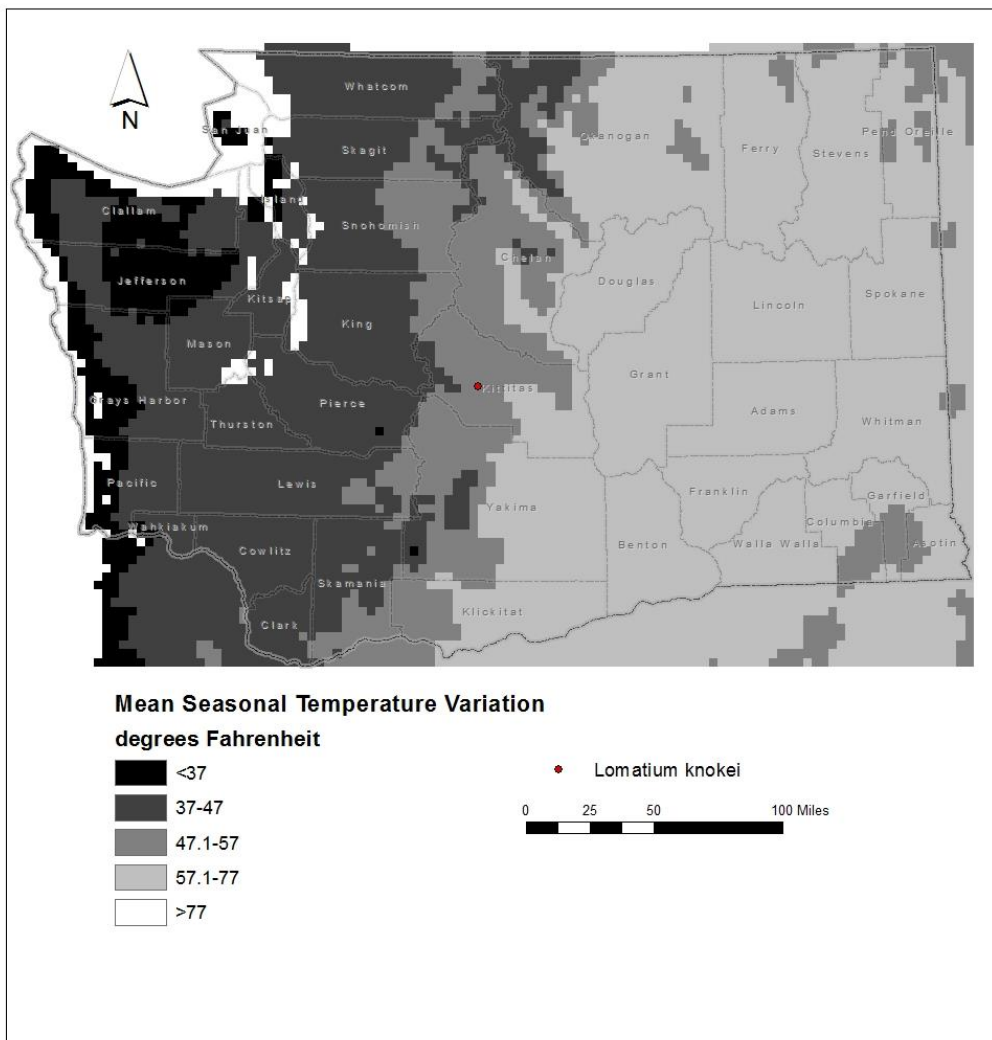 N
Whatcom
San Juan
Okanogan
Pend Oreille
Skagit
Ferry
Stevens
Island
Clallam
Snohomish
Chelan
Jefferson
Douglas
Kitsap
Lincoln
Spokane
King
Mason
Grant
Kittitas
Grays Harbor
Pierce
Adams
Thurston
Whitman
Pacific
Lewis
Franklin
Garfield
Yakima
Columbia
Wahkiakum
Cowlitz
Benton
Walla Walla
Asotin
Skamania
Klickitat
Clark
Mean Seasonal Temperature Variation
degrees Fahrenheit
<37
37-47
47.1-57
57.1-77
>77
Lomatium knokei
0 25 50 100 Miles